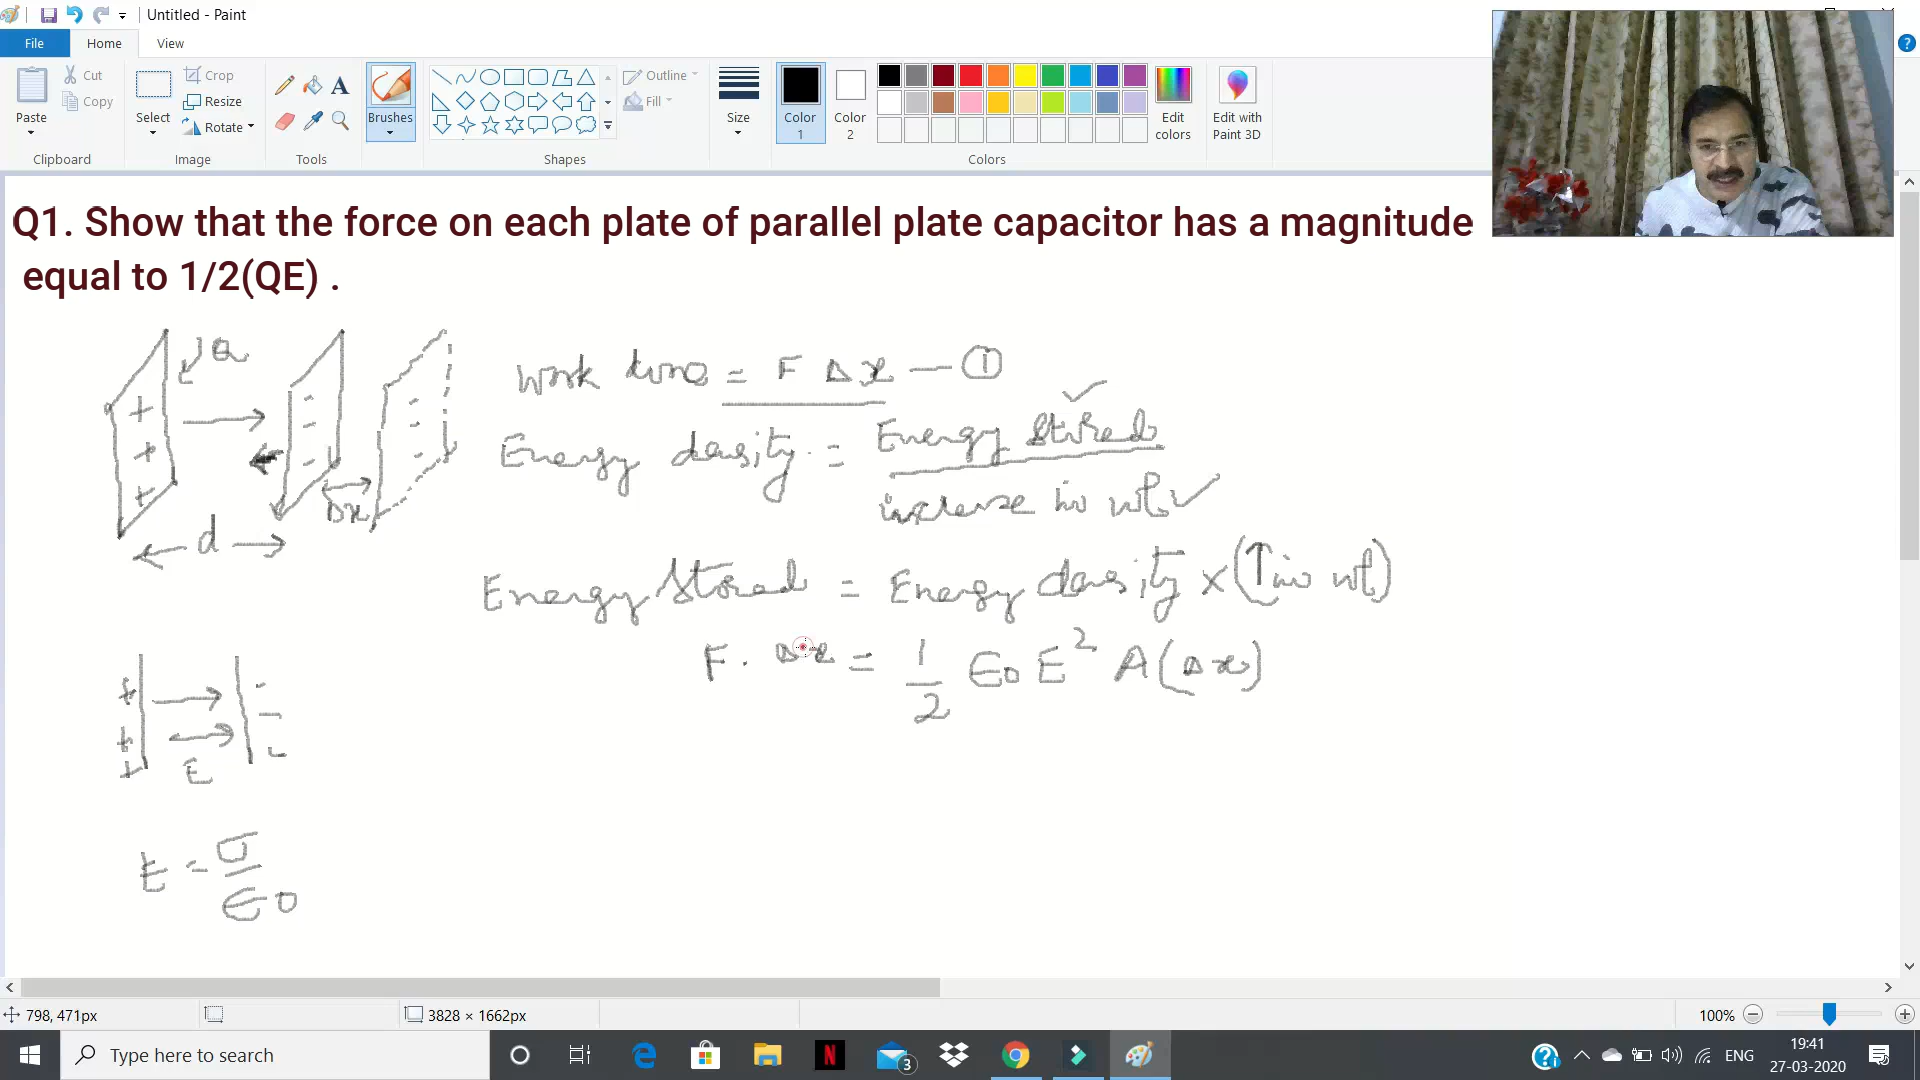 Untitled - Paint
File Home View
Paste Cut Copy Clipboard
Select Crop Resize Rotate Image
Tools
Brushes
Outline Fill Shapes
Size
Color 1 Color 2
Edit colors Edit with Paint 3D
Colors
Q1. Show that the force on each plate of parallel plate capacitor has a magnitude
equal to 1/2(QE) .
Q
+ + +
- - -
- - -
Δx
d
Work done = F Δx — ①
Energy density = Energy Stored
increase in vol. ✓
Energy Stored = Energy density × (↑ in vol)
F. Δx = 1/2 ϵ0 E² A (Δx)
+ + +
- - -
E
E = σ/ϵ0
798, 471px
3828 × 1662px
100%
Type here to search
N
3
ENG
19:41
27-03-2020